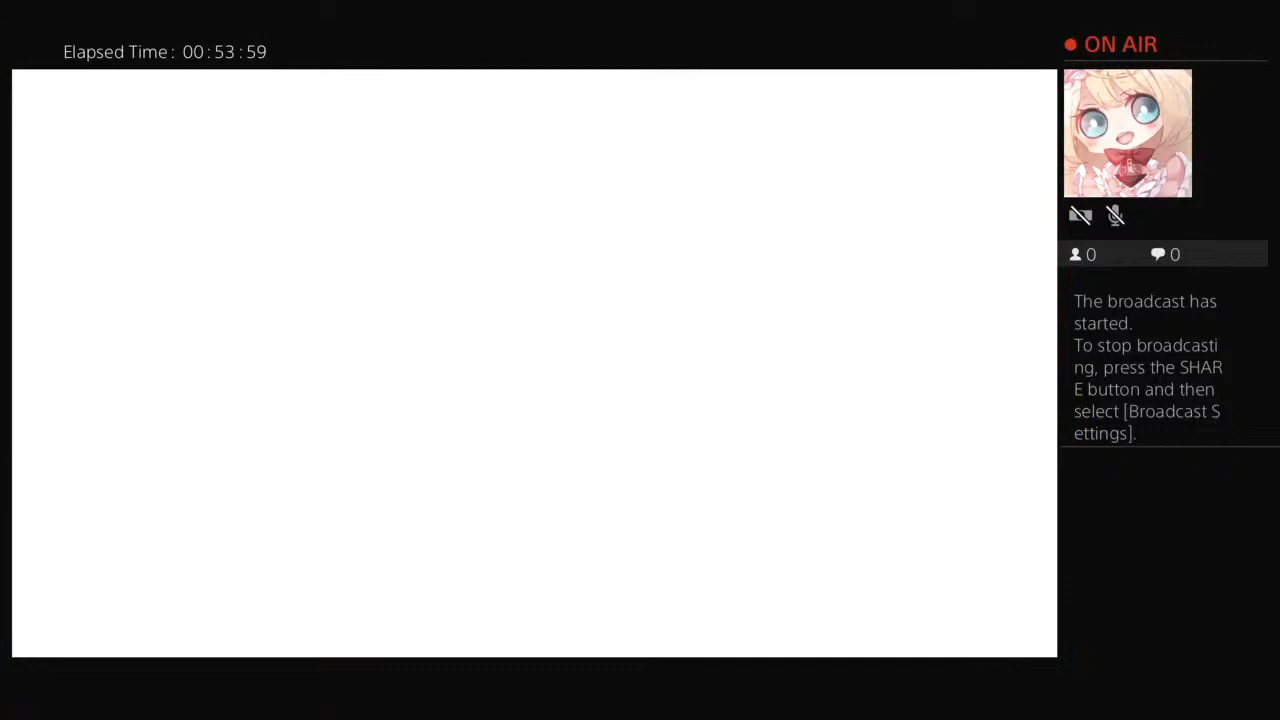 Elapsed Time: 00:53:59
ON AIR
0
0
The broadcast has
started.
To stop broadcasti
ng, press the SHAR
E button and then
select [Broadcast S
ettings].